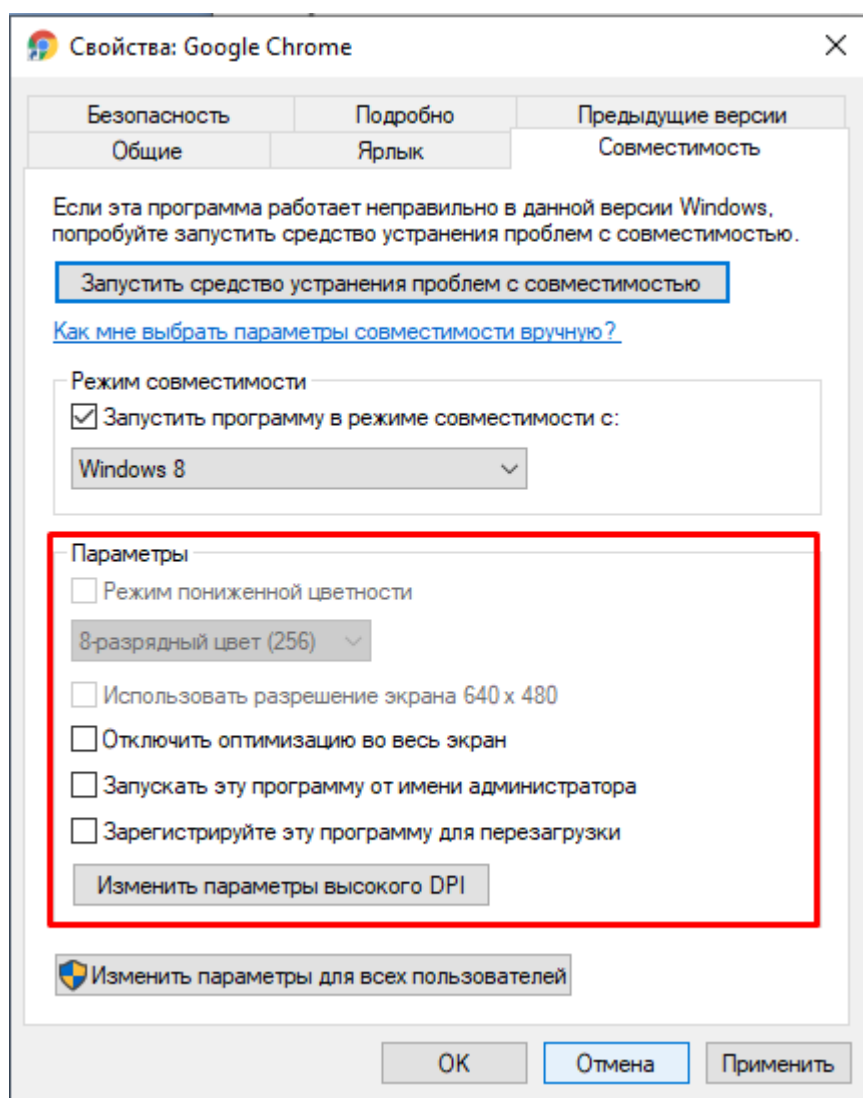 Свойства: Google Chrome
Безопасность Подробно Предыдущие версии
Общие Ярлык Совместимость
Если эта программа работает неправильно в данной версии Windows,
попробуйте запустить средство устранения проблем с совместимостью.
Запустить средство устранения проблем с совместимостью
Как мне выбрать параметры совместимости вручную?
Режим совместимости
Запустить программу в режиме совместимости с:
Windows 8
Параметры
Режим пониженной цветности
8-разрядный цвет (256)
Использовать разрешение экрана 640 x 480
Отключить оптимизацию во весь экран
Запускать эту программу от имени администратора
Зарегистрируйте эту программу для перезагрузки
Изменить параметры высокого DPI
Изменить параметры для всех пользователей
OK Отмена Применить